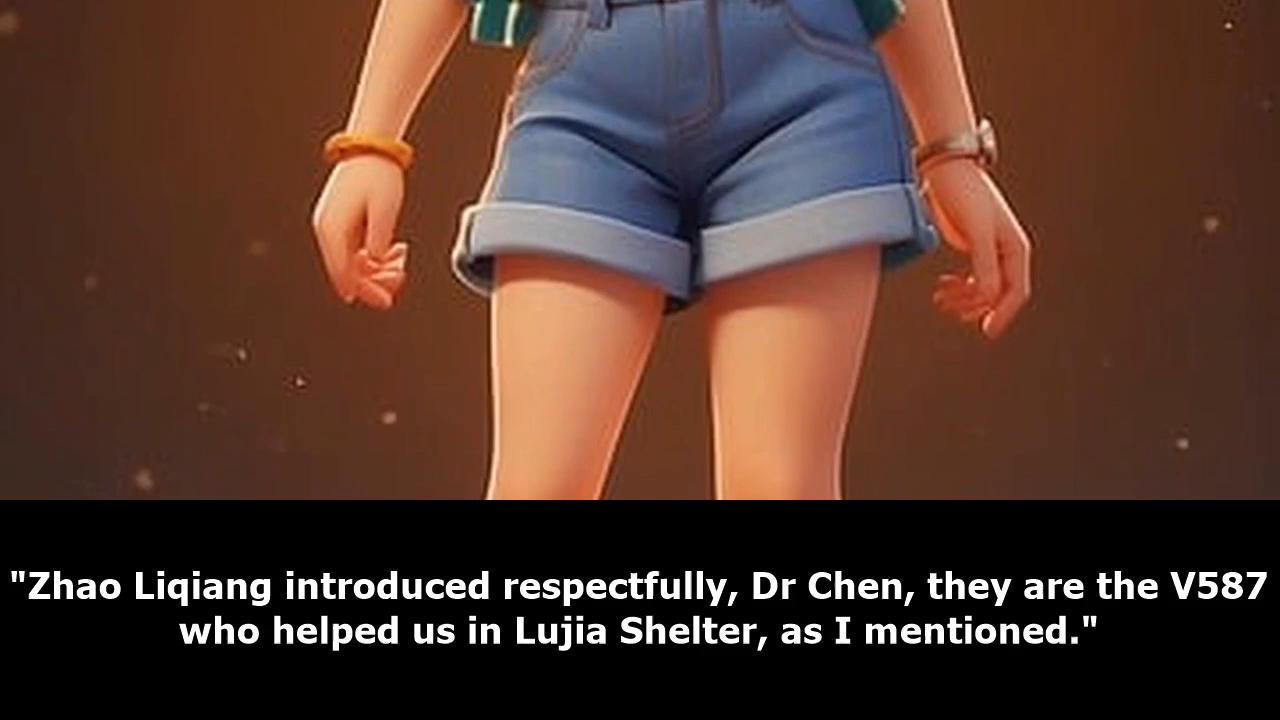 "Zhao Liqiang introduced respectfully, Dr Chen, they are the V587
who helped us in Lujia Shelter, as I mentioned."